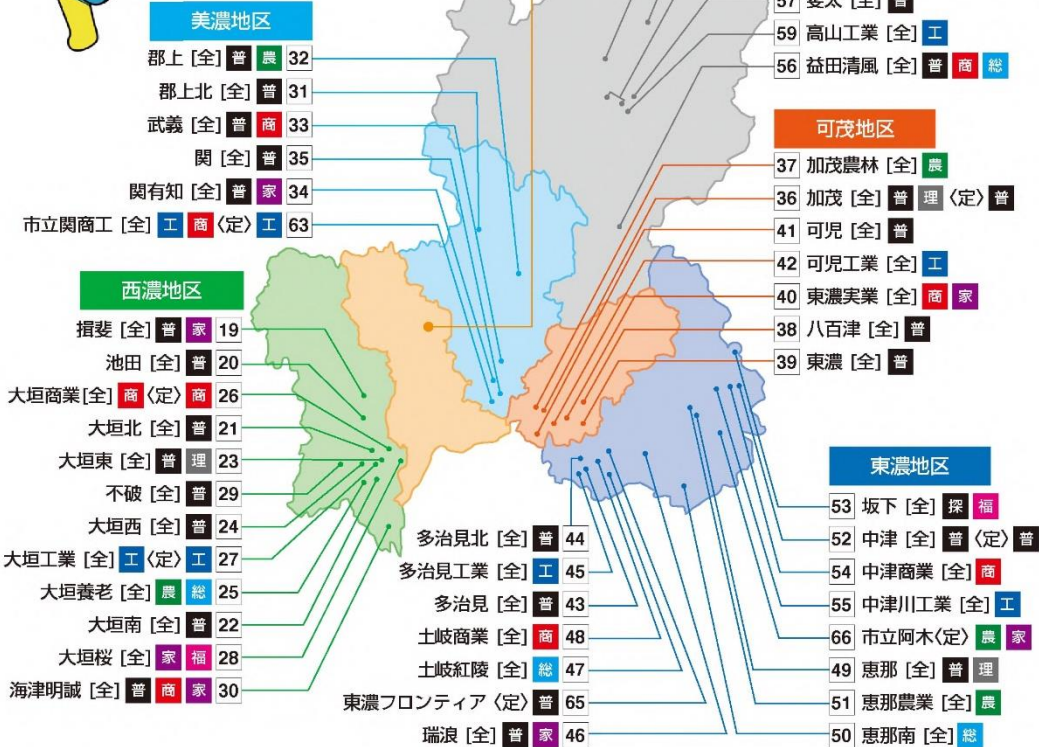 美濃地区
郡上 [全] 普 農 32
郡上北 [全] 普 31
武義 [全] 普 商 33
関 [全] 普 35
関有知 [全] 普 家 34
市立関商工 [全] 工 商 〈定〉 工 63
西濃地区
揖斐 [全] 普 家 19
池田 [全] 普 20
大垣商業[全] 商 〈定〉 商 26
大垣北 [全] 普 21
大垣東 [全] 普 理 23
不破 [全] 普 29
大垣西 [全] 普 24
大垣工業 [全] 工 〈定〉 工 27
大垣養老 [全] 農 総 25
大垣南 [全] 普 22
大垣桜 [全] 家 福 28
海津明誠 [全] 普 商 家 30
57 斐太 [全] 普
59 高山工業 [全] 工
56 益田清風 [全] 普 商 総
可茂地区
37 加茂農林 [全] 農
36 加茂 [全] 普 理 〈定〉 普
41 可児 [全] 普
42 可児工業 [全] 工
40 東濃実業 [全] 商 家
38 八百津 [全] 普
39 東濃 [全] 普
多治見北 [全] 普 44
多治見工業 [全] 工 45
多治見 [全] 普 43
土岐商業 [全] 商 48
土岐紅陵 [全] 総 47
東濃フロンティア 〈定〉 普 65
瑞浪 [全] 普 家 46
東濃地区
53 坂下 [全] 探 福
52 中津 [全] 普 〈定〉 普
54 中津商業 [全] 商
55 中津川工業 [全] 工
66 市立阿木〈定〉 農 家
49 恵那 [全] 普 理
51 恵那農業 [全] 農
50 恵那南 [全] 総